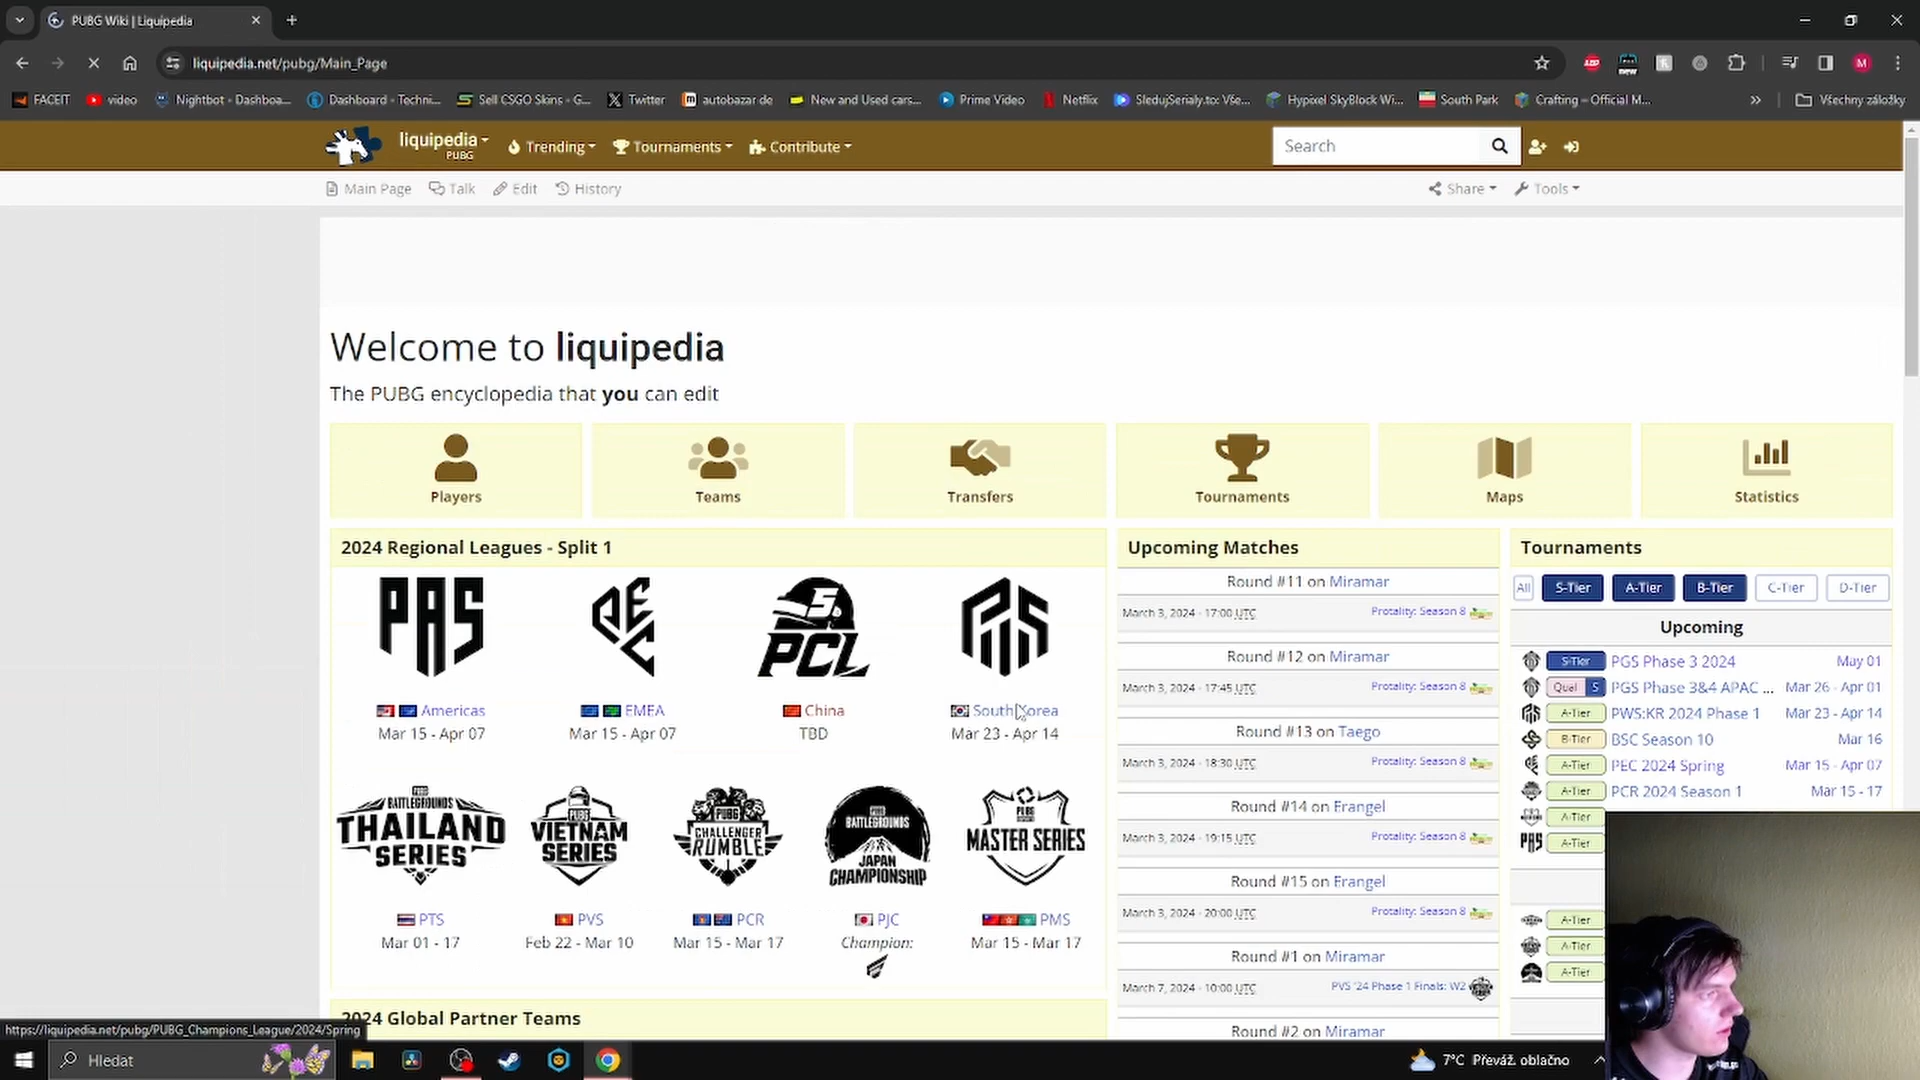 PUBG Wiki | Liquipedia
liquipedia.net/pubg/Main_Page
FACEIT video Nightbot - Dashboa... Dashboard - Techni... Sell CSGO Skins - G... Twitter autobazar de New and Used cars... Prime Video Netflix SledujSerialy.to: Vše... Hypixel SkyBlock Wi... South Park Crafting – Official M... Všechny záložky
liquipedia PUBG Trending Tournaments Contribute Search
Main Page Talk Edit History Share Tools
Welcome to liquipedia
The PUBG encyclopedia that you can edit
Players Teams Transfers Tournaments Maps Statistics
2024 Regional Leagues - Split 1
PAS PEC PCL
Americas EMEA China South Korea
Mar 15 - Apr 07 Mar 15 - Apr 07 TBD Mar 23 - Apr 14
BATTLEGROUNDS THAILAND SERIES
PUBG VIETNAM SERIES
PUBG CHALLENGER RUMBLE
PUBG BATTLEGROUNDS JAPAN CHAMPIONSHIP
MASTER SERIES
PTS PVS PCR PJC PMS
Mar 01 - 17 Feb 22 - Mar 10 Mar 15 - Mar 17 Champion: Mar 15 - Mar 17
2024 Global Partner Teams
Upcoming Matches
Round #11 on Miramar
March 3, 2024 - 17:00 UTC Protality: Season 8
Round #12 on Miramar
March 3, 2024 - 17:45 UTC Protality: Season 8
Round #13 on Taego
March 3, 2024 - 18:30 UTC Protality: Season 8
Round #14 on Erangel
March 3, 2024 - 19:15 UTC Protality: Season 8
Round #15 on Erangel
March 3, 2024 - 20:00 UTC Protality: Season 8
Round #1 on Miramar
March 7, 2024 - 10:00 UTC PVS '24 Phase 1 Finals: W2
Round #2 on Miramar
Tournaments
All S-Tier A-Tier B-Tier C-Tier D-Tier
Upcoming
S-Tier PGS Phase 3 2024 May 01
Qual S PGS Phase 3&4 APAC ... Mar 26 - Apr 01
A-Tier PWS:KR 2024 Phase 1 Mar 23 - Apr 14
B-Tier BSC Season 10 Mar 16
A-Tier PEC 2024 Spring Mar 15 - Apr 07
A-Tier PCR 2024 Season 1 Mar 15 - 17
A-Tier
PAS A-Tier
A-Tier
A-Tier
A-Tier
https://liquipedia.net/pubg/PUBG_Champions_League/2024/Spring
Hledat
7°C Převáž. oblačno